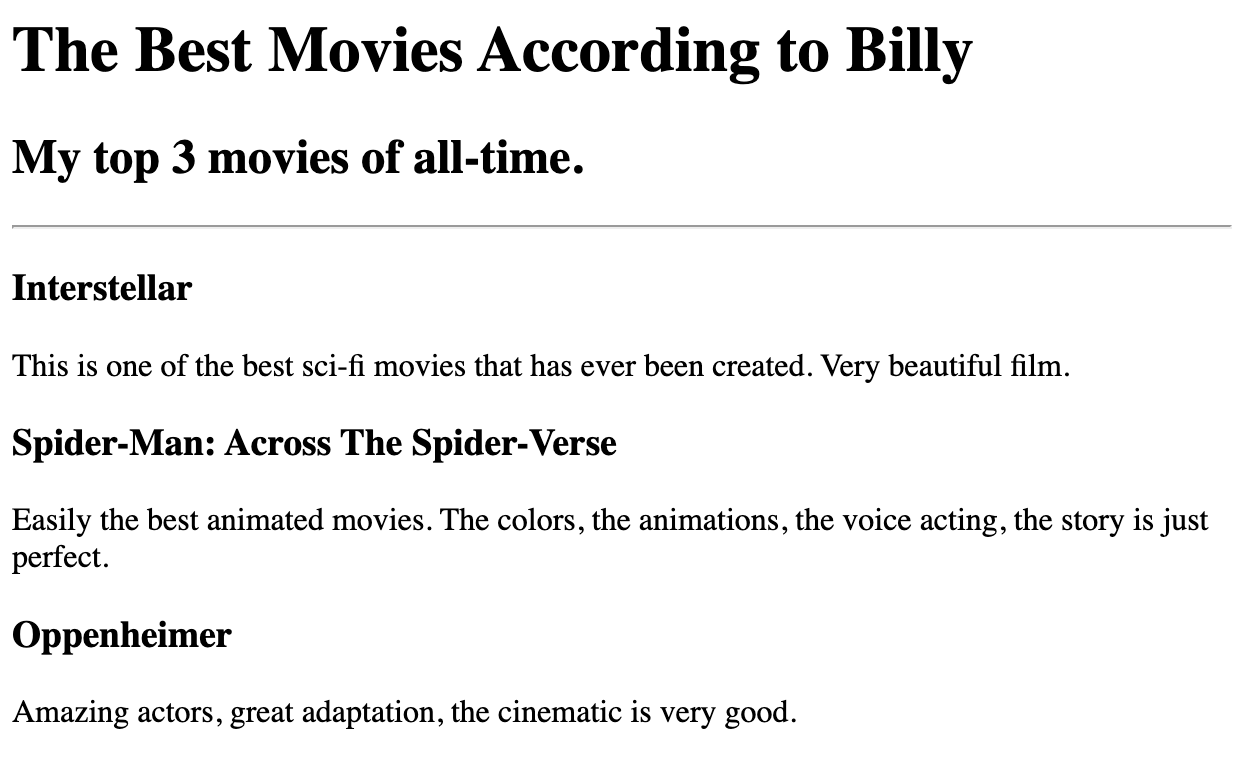 The Best Movies According to Billy
My top 3 movies of all-time.
Interstellar
This is one of the best sci-fi movies that has ever been created. Very beautiful film.
Spider-Man: Across The Spider-Verse
Easily the best animated movies. The colors, the animations, the voice acting, the story is just
perfect.
Oppenheimer
Amazing actors, great adaptation, the cinematic is very good.